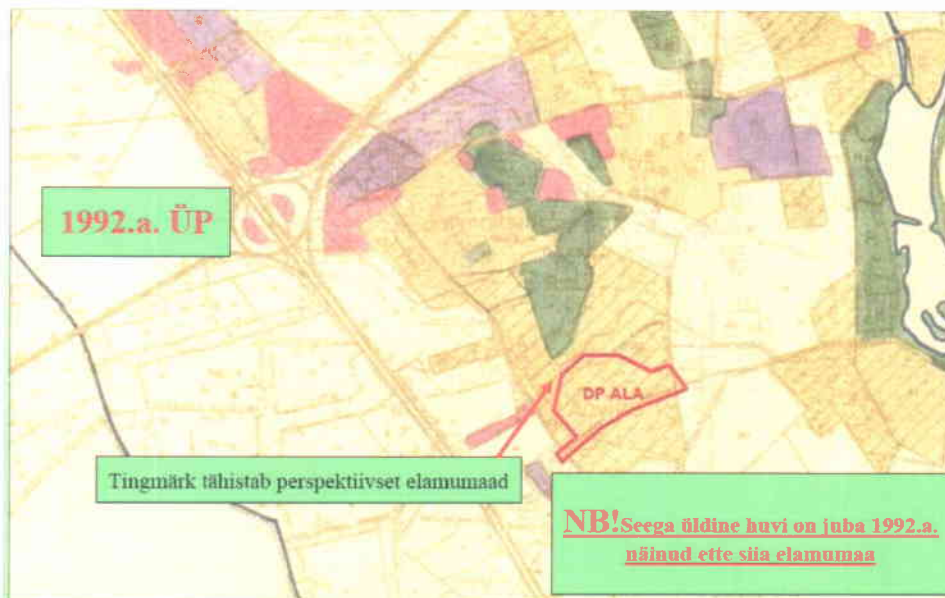 1992.a. ÜP
DP ALA
Tingmärk tähistab perspektiivset elamumaad
NB!Seega üldine huvi on juba 1992.a.
näinud ette siia elamumaa